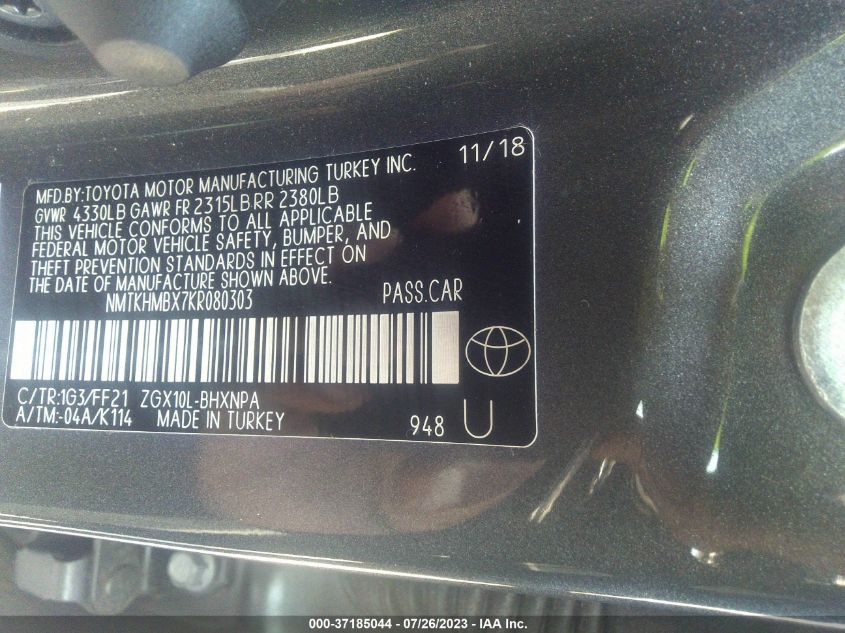 11/18
MFD.BY:TOYOTA MOTOR MANUFACTURING TURKEY INC.
GVWR 4330LB GAWR FR 2315LB RR 2380LB
THIS VEHICLE CONFORMS TO ALL APPLICABLE
FEDERAL MOTOR VEHICLE SAFETY, BUMPER, AND
THEFT PREVENTION STANDARDS IN EFFECT ON
THE DATE OF MANUFACTURE SHOWN ABOVE.
NMTKHMBX7KR080303 PASS.CAR
C/TR:1G3/FF21 ZGX10L-BHXNPA
A/TM:-04A/K114 MADE IN TURKEY 948 U
000-37185044 / 07/26/2023 - IAA Inc.